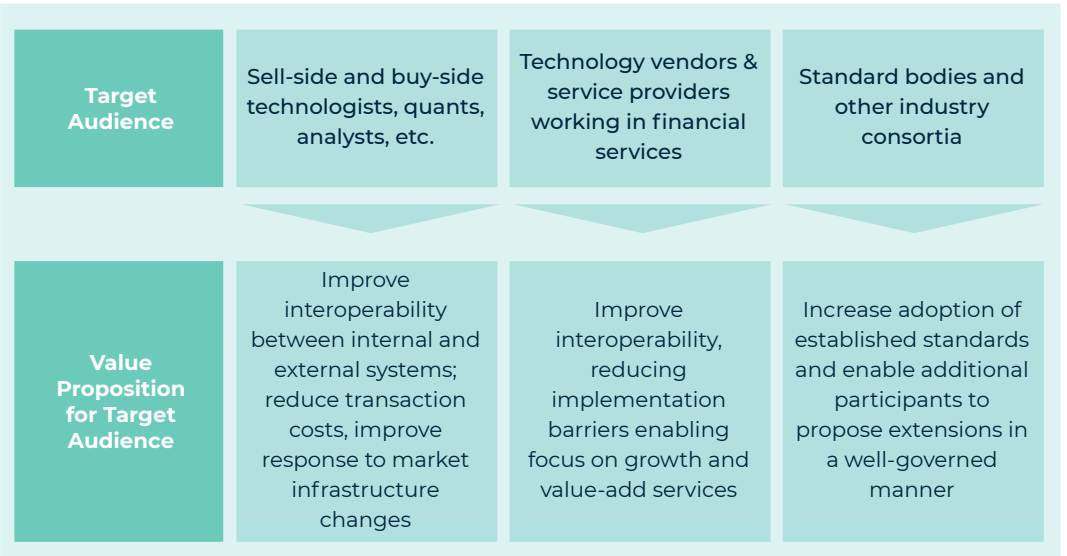 Target
Audience
Sell-side and buy-side
technologists, quants,
analysts, etc.
Technology vendors &
service providers
working in financial
services
Standard bodies and
other industry
consortia
Value
Proposition
for Target
Audience
Improve
interoperability
between internal and
external systems;
reduce transaction
costs, improve
response to market
infrastructure
changes
Improve
interoperability,
reducing
implementation
barriers enabling
focus on growth and
value-add services
Increase adoption of
established standards
and enable additional
participants to
propose extensions in
a well-governed
manner